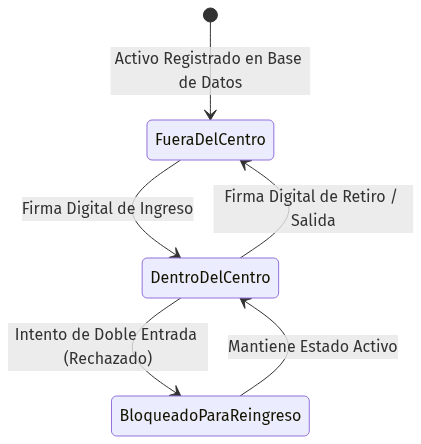 Activo Registrado en Base
de Datos
FueraDelCentro
Firma Digital de Ingreso
Firma Digital de Retiro /
Salida
DentroDelCentro
Intento de Doble Entrada
(Rechazado)
Mantiene Estado Activo
BloqueadoParaReingreso